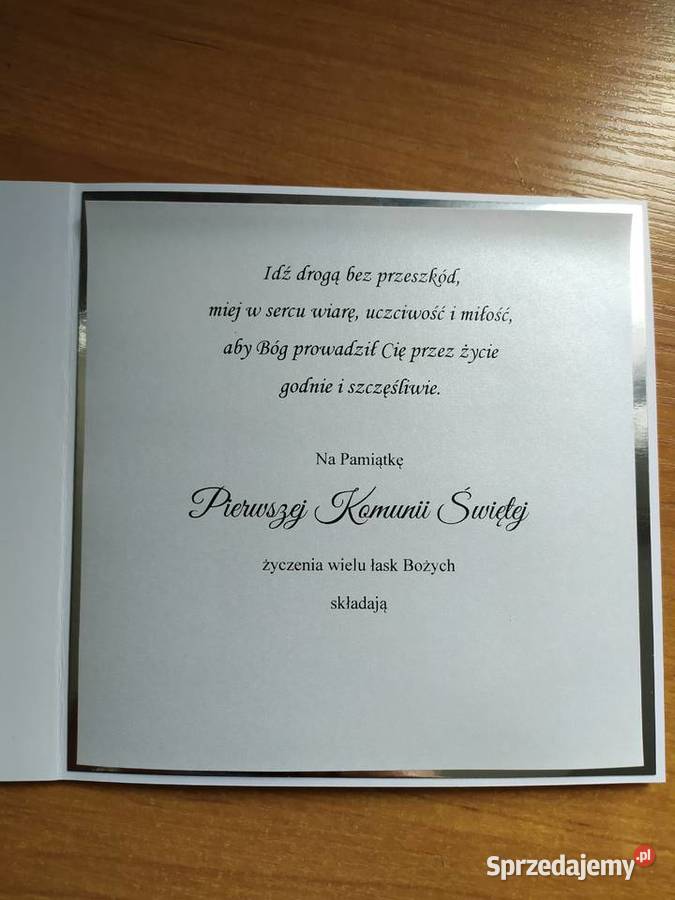 Idź drogą bez przeszkód,
miej w sercu wiarę, uczciwość i miłość,
aby Bóg prowadził Cię przez życie
godnie i szczęśliwie.
Na Pamiątkę
Pierwszej Komunii Świętej
życzenia wielu łask Bożych
składają
Sprzedajemy.pl